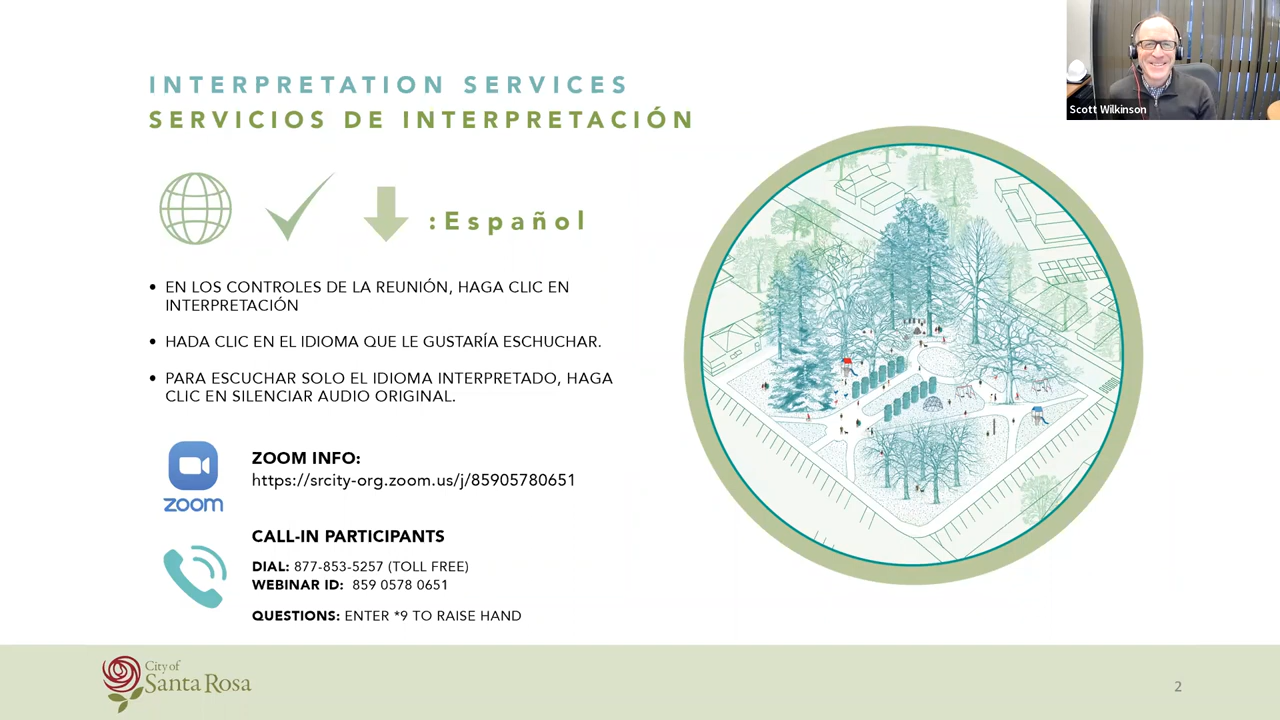 INTERPRETATION SERVICES
SERVICIOS DE INTERPRETACIÓN
:Español
• EN LOS CONTROLES DE LA REUNIÓN, HAGA CLIC EN
INTERPRETACIÓN
• HADA CLIC EN EL IDIOMA QUE LE GUSTARÍA ESCHUCHAR.
• PARA ESCUCHAR SOLO EL IDIOMA INTERPRETADO, HAGA
CLIC EN SILENCIAR AUDIO ORIGINAL.
zoom
ZOOM INFO:
https://srcity-org.zoom.us/j/85905780651
CALL-IN PARTICIPANTS
DIAL: 877-853-5257 (TOLL FREE)
WEBINAR ID: 859 0578 0651
QUESTIONS: ENTER *9 TO RAISE HAND
Scott Wilkinson
City of
Santa Rosa
2